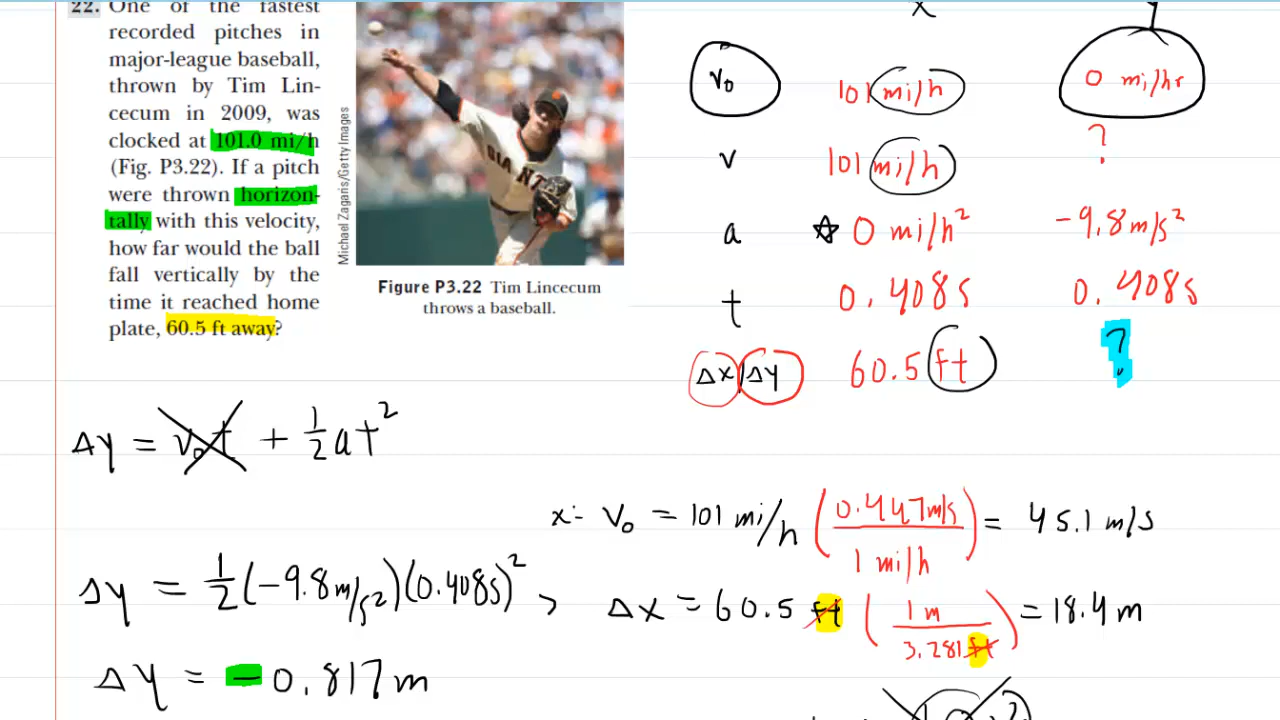 22. One of the fastest
recorded pitches in
major-league baseball,
thrown by Tim Lin-
cecum in 2009, was
clocked at 101.0 mi/h
(Fig. P3.22). If a pitch
were thrown horizon-
tally with this velocity,
how far would the ball
fall vertically by the
time it reached home
plate, 60.5 ft away?
Michael Zagaris/Getty Images
GIANT
Figure P3.22 Tim Lincecum
throws a baseball.
x y
v₀ 101 mi/h 0 mi/hr
v 101 mi/h ?
a ☆ 0 mi/h² -9.8 m/s²
t 0.408s 0.408s
Δx/Δy 60.5 ft ?
Δy = v₀t + 1/2 at²
x: v₀ = 101 mi/h (0.447 m/s / 1 mi/h) = 45.1 m/s
Δy = 1/2 (-9.8 m/s²)(0.408s)²
Δx = 60.5 ft (1 m / 3.281 ft) = 18.4 m
Δy = -0.817 m